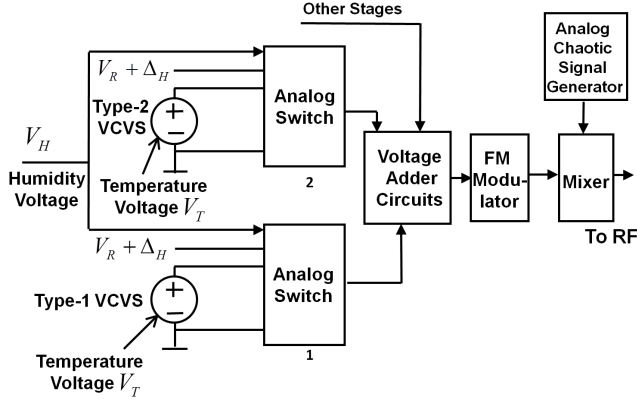 Other Stages
Analog
Chaotic
Signal
Generator
V_R + Δ_H
Type-2
VCVS
+
−
Analog
Switch
2
V_H
Humidity
Voltage
Temperature
Voltage V_T
Voltage
Adder
Circuits
FM
Modu-
lator
Mixer
To RF
V_R + Δ_H
Type-1 VCVS
+
−
Analog
Switch
1
Temperature
Voltage V_T